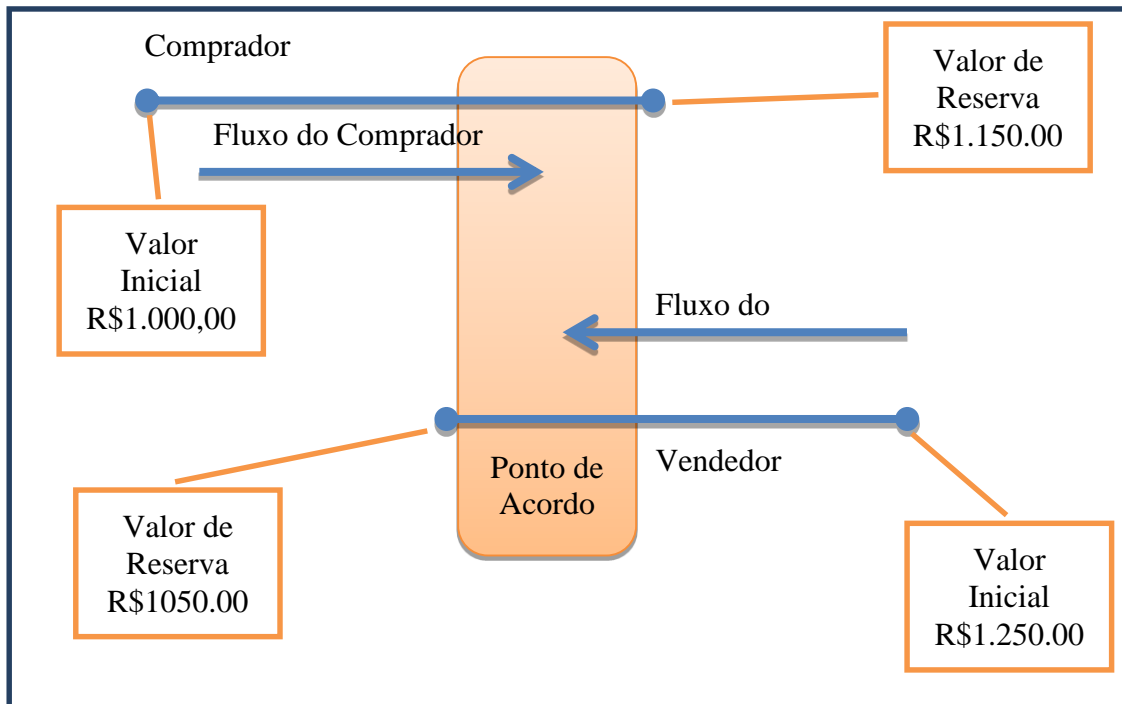 Comprador
Valor de
Reserva
R$1.150.00
Fluxo do Comprador
Valor
Inicial
R$1.000,00
Fluxo do
Vendedor
Ponto de
Acordo
Valor de
Reserva
R$1050.00
Valor
Inicial
R$1.250.00